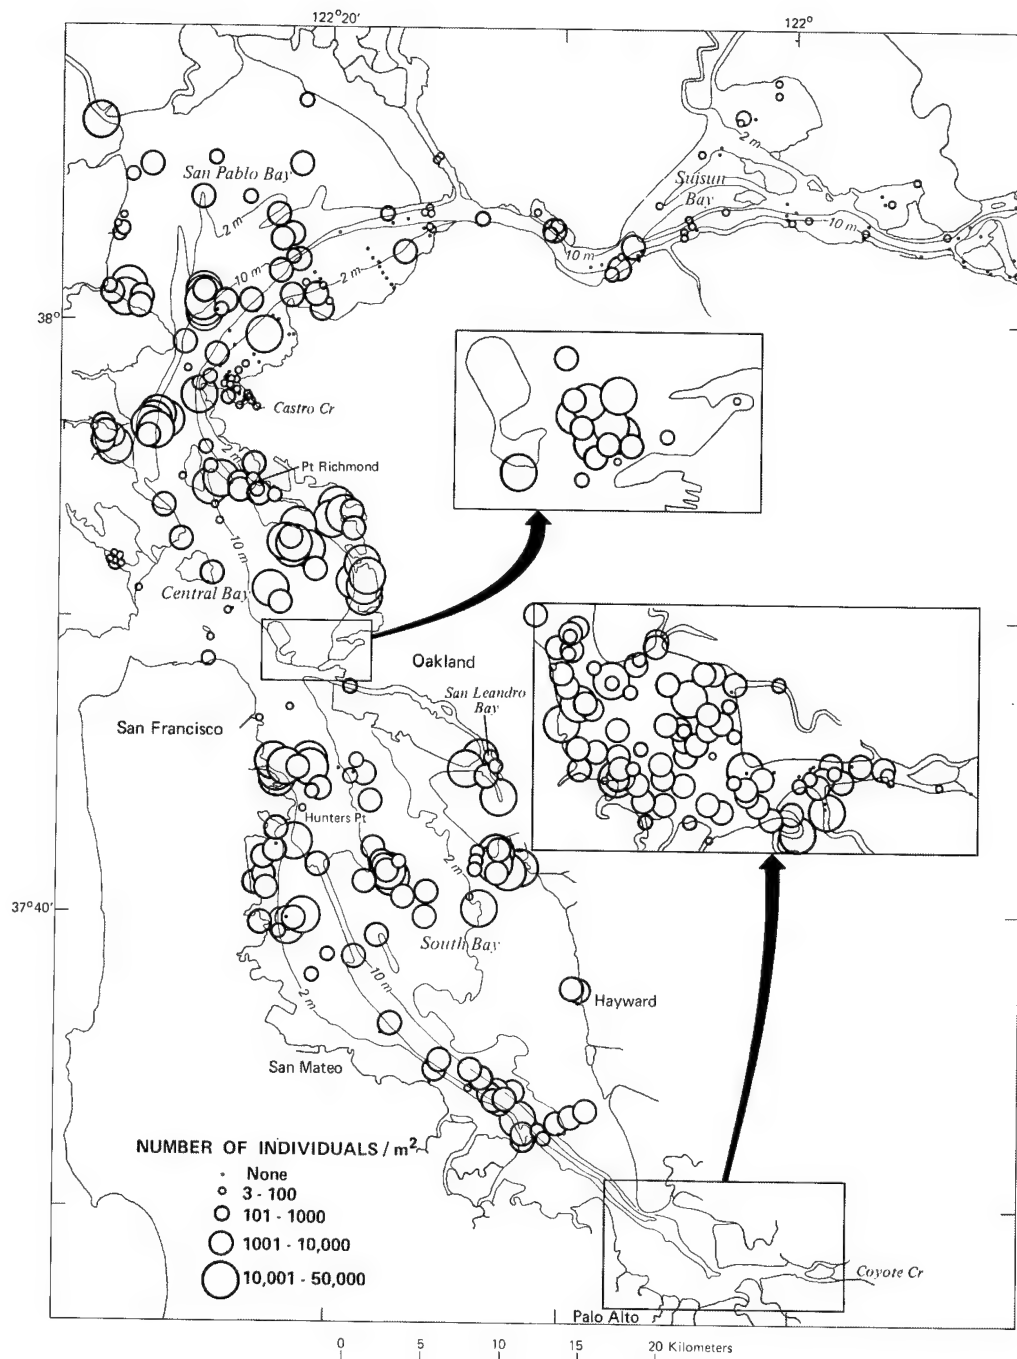 122°20'
122°
San Pablo Bay
2 m
Suisun Bay
2 m
10 m
10 m
10 m
2 m
38°
Castro Cr
2 m
Pt Richmond
10 m
Central Bay
Oakland
San Leandro Bay
San Francisco
Hunters Pt
2 m
37°40'
South Bay
10 m
2 m
Hayward
San Mateo
NUMBER OF INDIVIDUALS / m²
None
3 - 100
101 - 1000
1001 - 10,000
10,001 - 50,000
Coyote Cr
Palo Alto
0 5 10 15 20 Kilometers